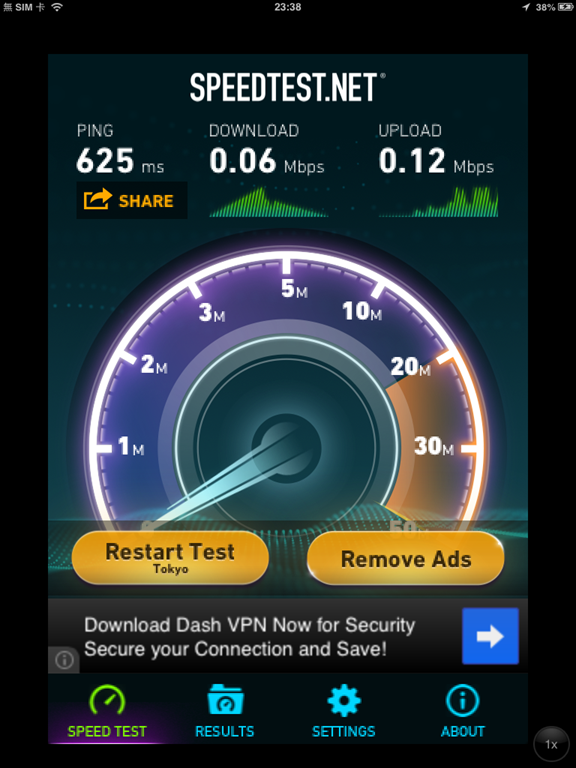 無 SIM 卡
23:38
38%
SPEEDTEST.NET®
PING
DOWNLOAD
UPLOAD
625 ms
0.06 Mbps
0.12 Mbps
SHARE
5M
3M
10M
2M
20M
1M
30M
50M
Restart Test
Tokyo
Remove Ads
Download Dash VPN Now for Security
Secure your Connection and Save!
SPEED TEST
RESULTS
SETTINGS
ABOUT
1x